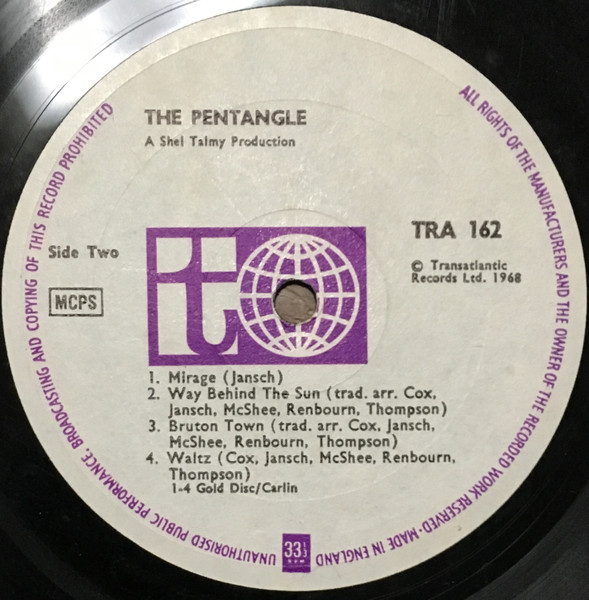 THE PENTANGLE
A Shel Talmy Production
TRA 162
Side Two
© Transatlantic
Records Ltd. 1968
MCPS
t
1. Mirage (Jansch)
2. Way Behind The Sun (trad. arr. Cox,
Jansch, McShee, Renbourn, Thompson)
3. Bruton Town (trad. arr. Cox, Jansch,
McShee, Renbourn, Thompson)
4. Waltz (Cox, Jansch, McShee, Renbourn,
Thompson)
1-4 Gold Disc/Carlin
33⅓
RPM
ALL RIGHTS OF THE MANUFACTURERS AND THE OWNER OF THE RECORDED WORK RESERVED-MADE IN ENGLAND
UNAUTHORISED PUBLIC PERFORMANCE, BROADCASTING AND COPYING OF THIS RECORD PROHIBITED